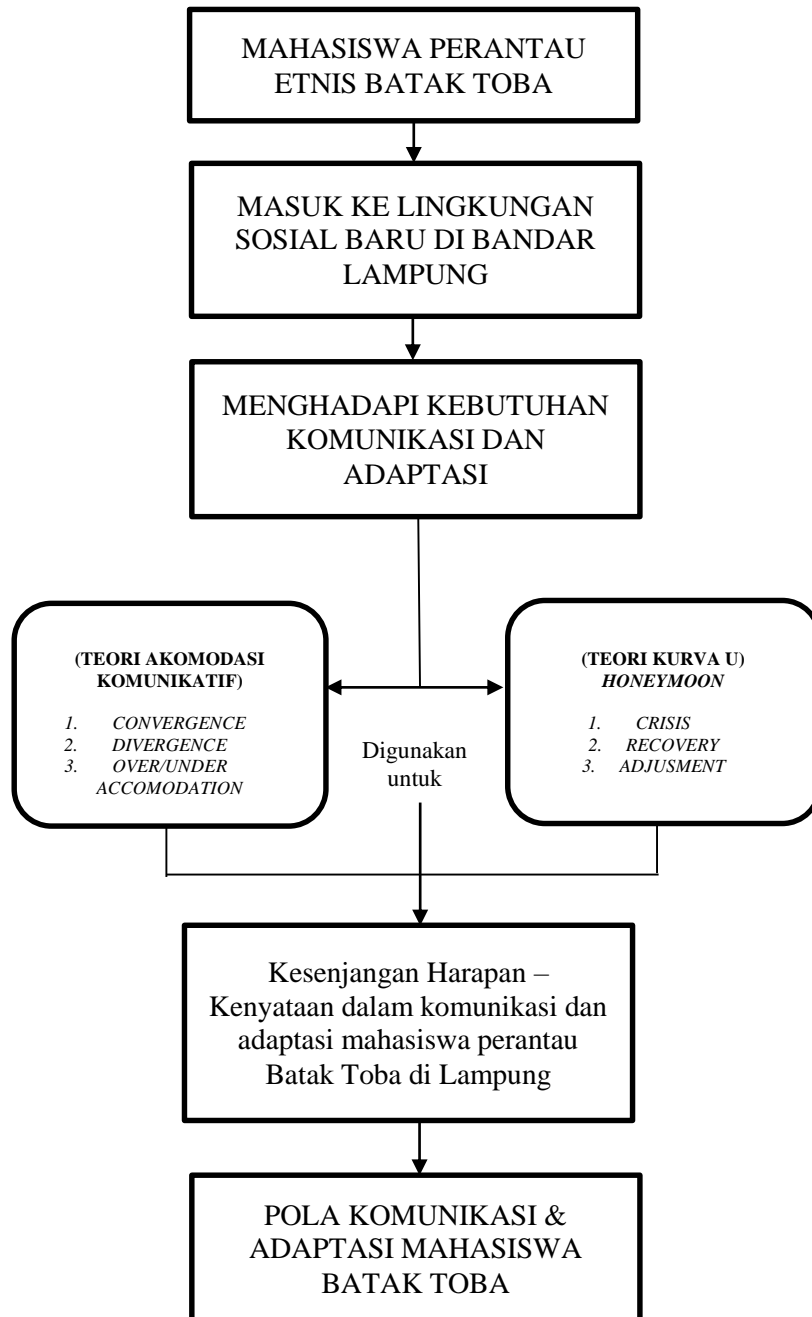 MAHASISWA PERANTAU
ETNIS BATAK TOBA
MASUK KE LINGKUNGAN
SOSIAL BARU DI BANDAR
LAMPUNG
MENGHADAPI KEBUTUHAN
KOMUNIKASI DAN
ADAPTASI
(TEORI AKOMODASI
KOMUNIKATIF)
1. CONVERGENCE
2. DIVERGENCE
3. OVER/UNDER
ACCOMODATION
Digunakan
untuk
(TEORI KURVA U)
HONEYMOON
1. CRISIS
2. RECOVERY
3. ADJUSMENT
Kesenjangan Harapan –
Kenyataan dalam komunikasi dan
adaptasi mahasiswa perantau
Batak Toba di Lampung
POLA KOMUNIKASI &
ADAPTASI MAHASISWA
BATAK TOBA